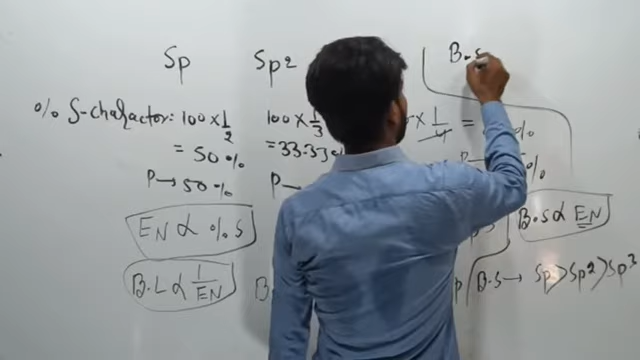 Sp Sp2 B.s
% S-character: 100 × 1/2 100 × 1/3 × 1/4 = %
= 50 % = 33.33 %
P → 50 % P → %
EN ∝ % s B.s ∝ EN
B.L ∝ 1/EN B B.s → Sp > Sp2 > Sp3